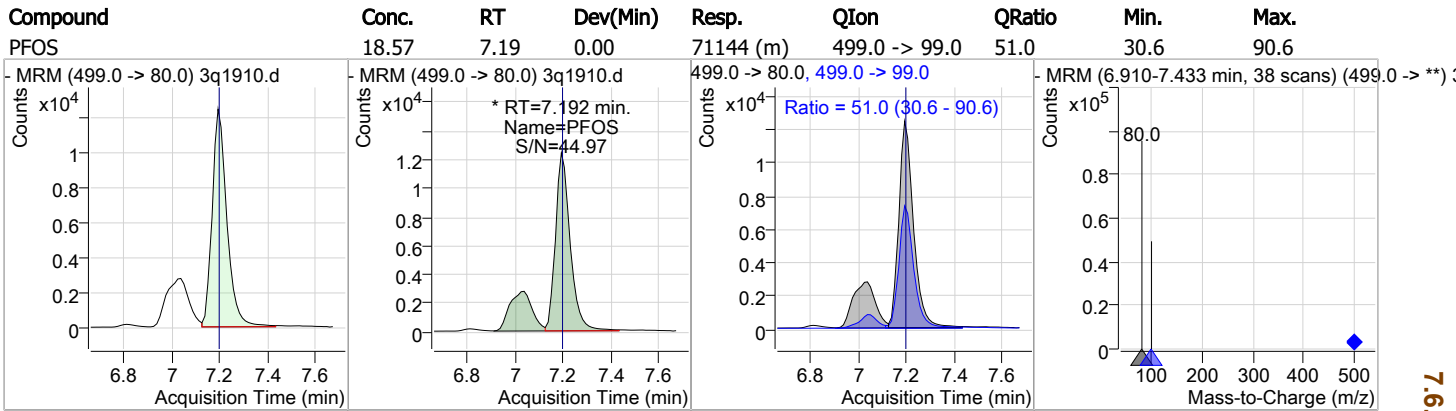 Compound Conc. RT Dev(Min) Resp. QIon QRatio Min. Max.
PFOS 18.57 7.19 0.00 71144 (m) 499.0 -> 99.0 51.0 30.6 90.6
- MRM (499.0 -> 80.0) 3q1910.d
Counts
x10^4
1
0.8
0.6
0.4
0.2
0
6.8 7 7.2 7.4 7.6
Acquisition Time (min)
- MRM (499.0 -> 80.0) 3q1910.d
Counts
x10^4
* RT=7.192 min.
Name=PFOS
S/N=44.97
1.2
1
0.8
0.6
0.4
0.2
0
6.8 7 7.2 7.4 7.6
Acquisition Time (min)
499.0 -> 80.0, 499.0 -> 99.0
Counts
x10^4
Ratio = 51.0 (30.6 - 90.6)
1
0.8
0.6
0.4
0.2
0
6.8 7 7.2 7.4 7.6
Acquisition Time (min)
- MRM (6.910-7.433 min, 38 scans) (499.0 -> **) 3
Counts
x10^5
80.0
0.8
0.6
0.4
0.2
0
100 200 300 400 500
Mass-to-Charge (m/z)
7.6